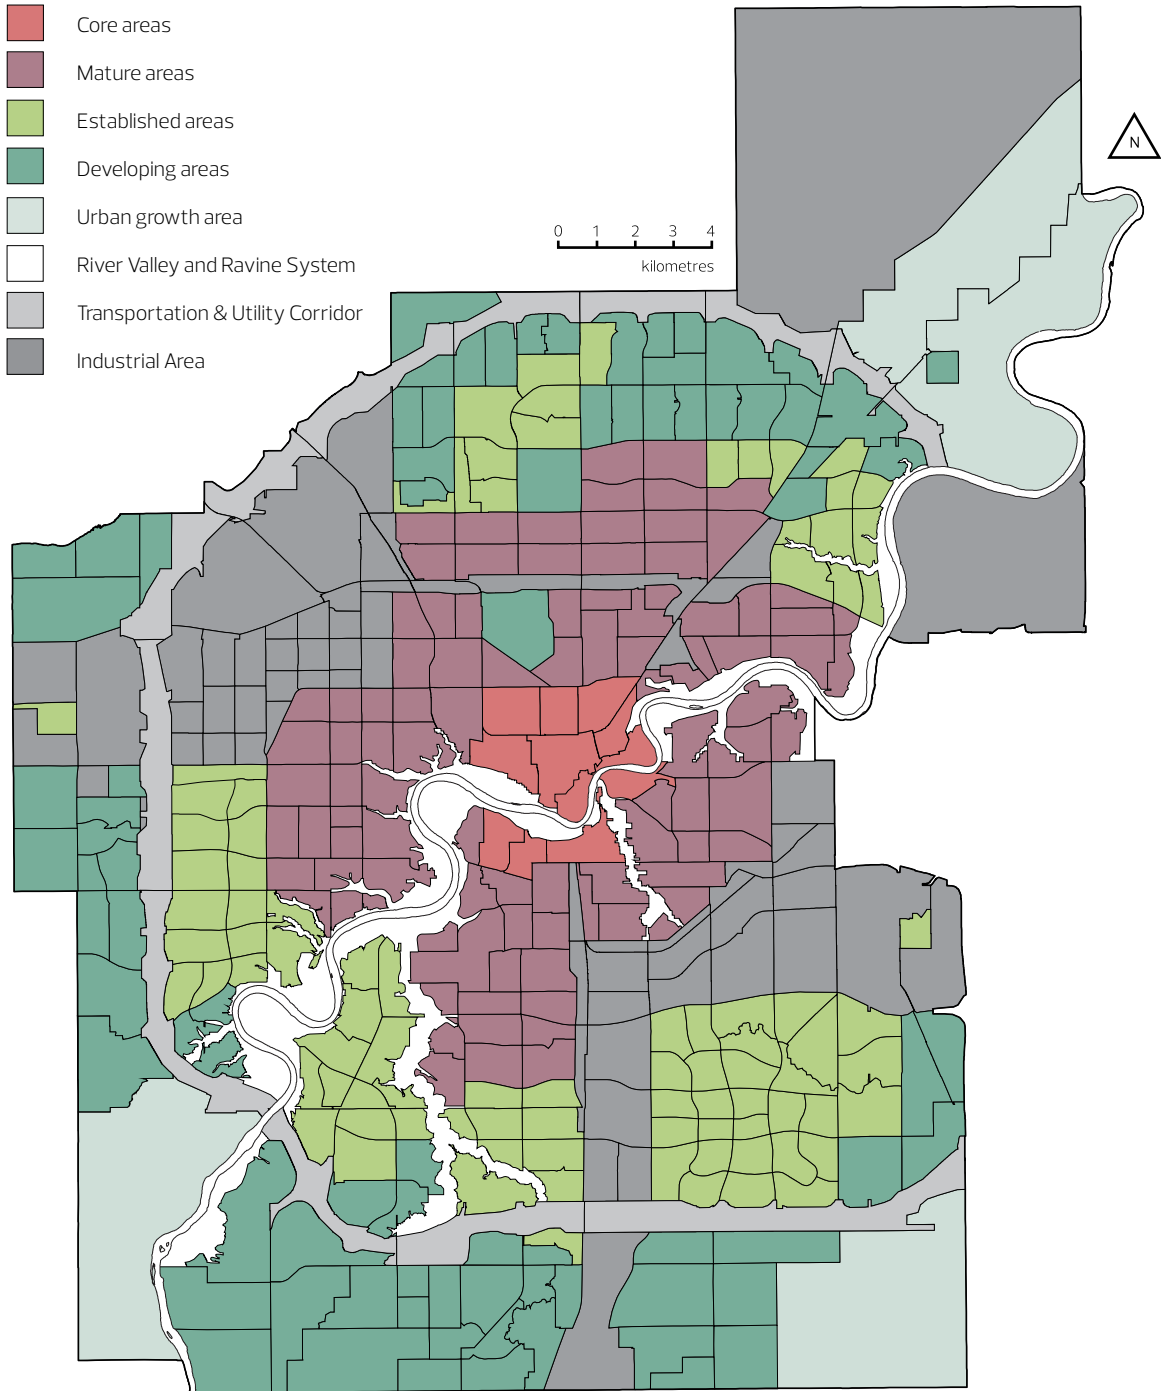 Core areas
Mature areas
Established areas
Developing areas
Urban growth area
River Valley and Ravine System
Transportation & Utility Corridor
Industrial Area
N
0 1 2 3 4
kilometres